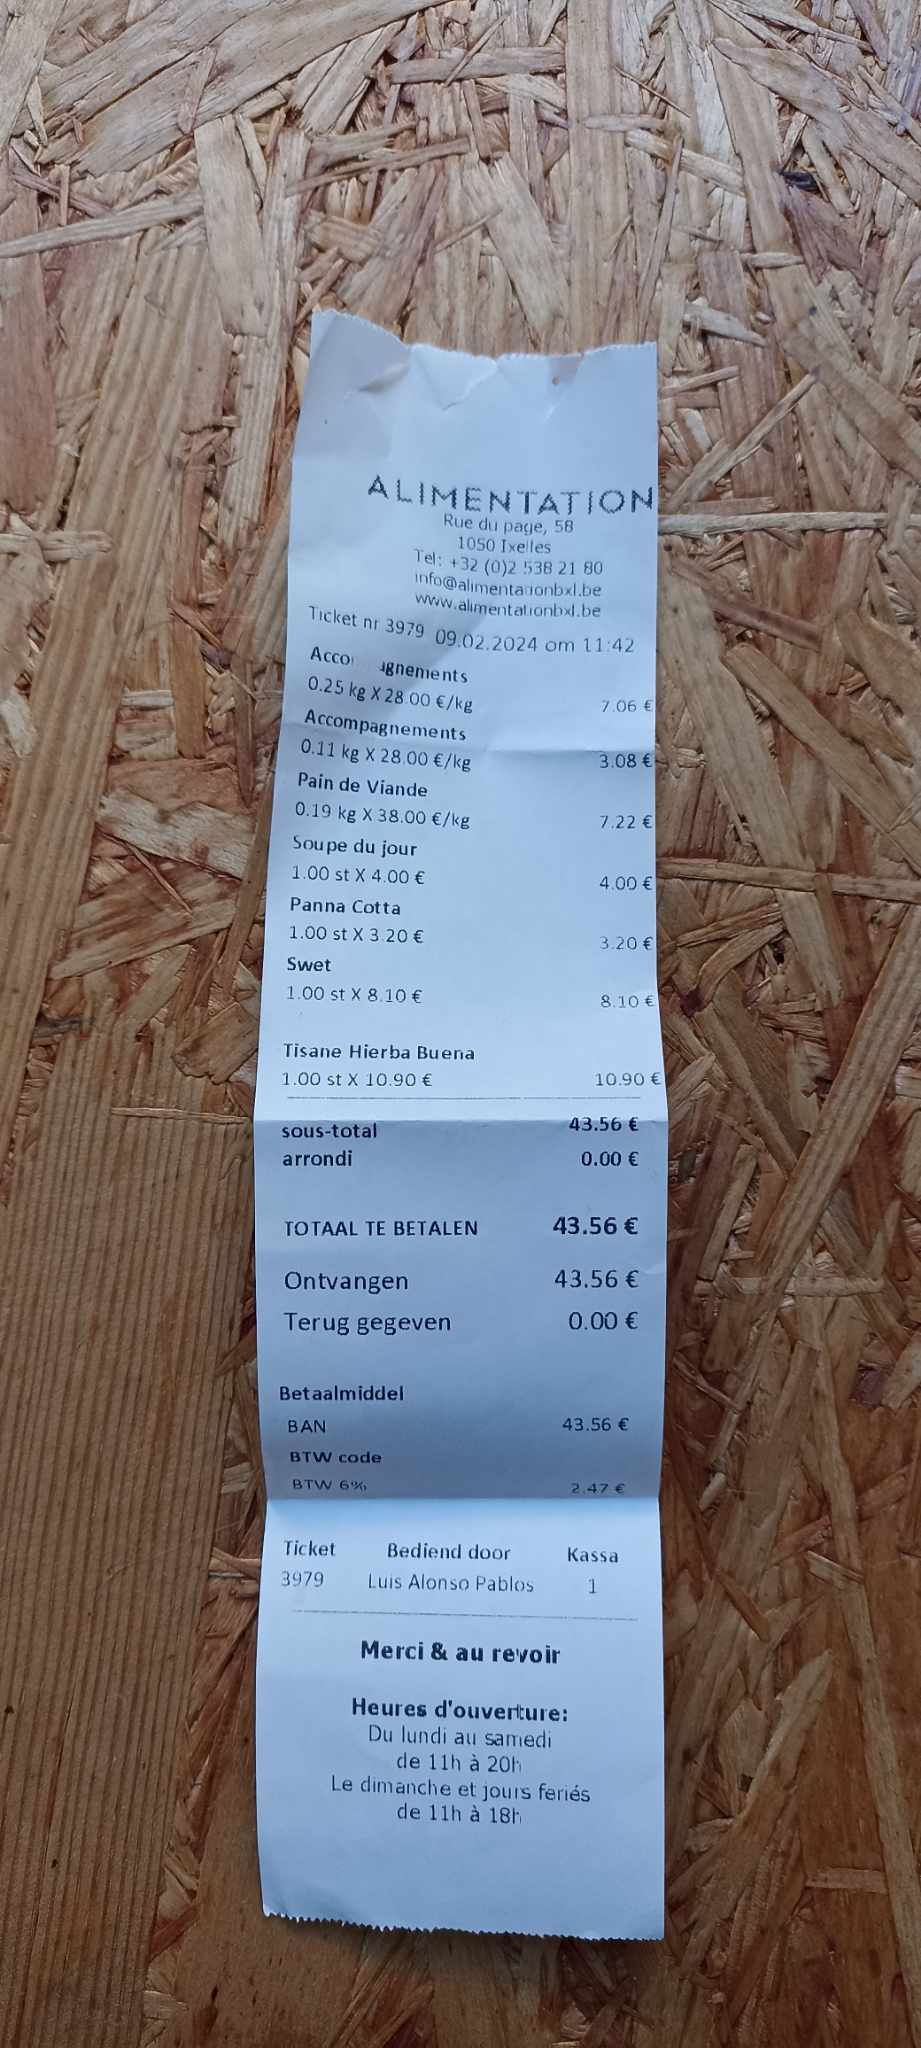 ALIMENTATION
Rue du page, 58
1050 Ixelles
Tel: +32 (0)2 538 21 80
info@alimentationbxl.be
www.alimentationbxl.be
Ticket nr 3979 09.02.2024 om 11:42
Accompagnements
0.25 kg X 28.00 €/kg 7.06 €
Accompagnements
0.11 kg X 28.00 €/kg 3.08 €
Pain de Viande
0.19 kg X 38.00 €/kg 7.22 €
Soupe du jour
1.00 st X 4.00 € 4.00 €
Panna Cotta
1.00 st X 3.20 € 3.20 €
Swet
1.00 st X 8.10 € 8.10 €
Tisane Hierba Buena
1.00 st X 10.90 € 10.90 €
sous-total 43.56 €
arrondi 0.00 €
TOTAAL TE BETALEN 43.56 €
Ontvangen 43.56 €
Terug gegeven 0.00 €
Betaalmiddel
BAN 43.56 €
BTW code
BTW 6% 2.47 €
Ticket Bediend door Kassa
3979 Luis Alonso Pablos 1
Merci & au revoir
Heures d'ouverture:
Du lundi au samedi
de 11h à 20h
Le dimanche et jours feriés
de 11h à 18h